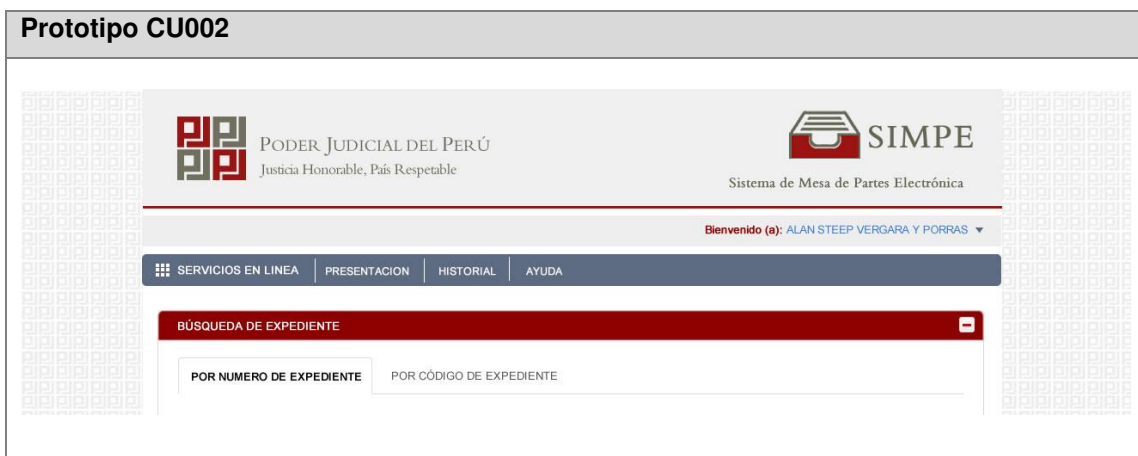 Prototipo CU002
PODER JUDICIAL DEL PERÚ
Justicia Honorable, País Respetable
SIMPE
Sistema de Mesa de Partes Electrónica
Bienvenido (a): ALAN STEEP VERGARA Y PORRAS
SERVICIOS EN LINEA PRESENTACION HISTORIAL AYUDA
BÚSQUEDA DE EXPEDIENTE
POR NUMERO DE EXPEDIENTE POR CÓDIGO DE EXPEDIENTE